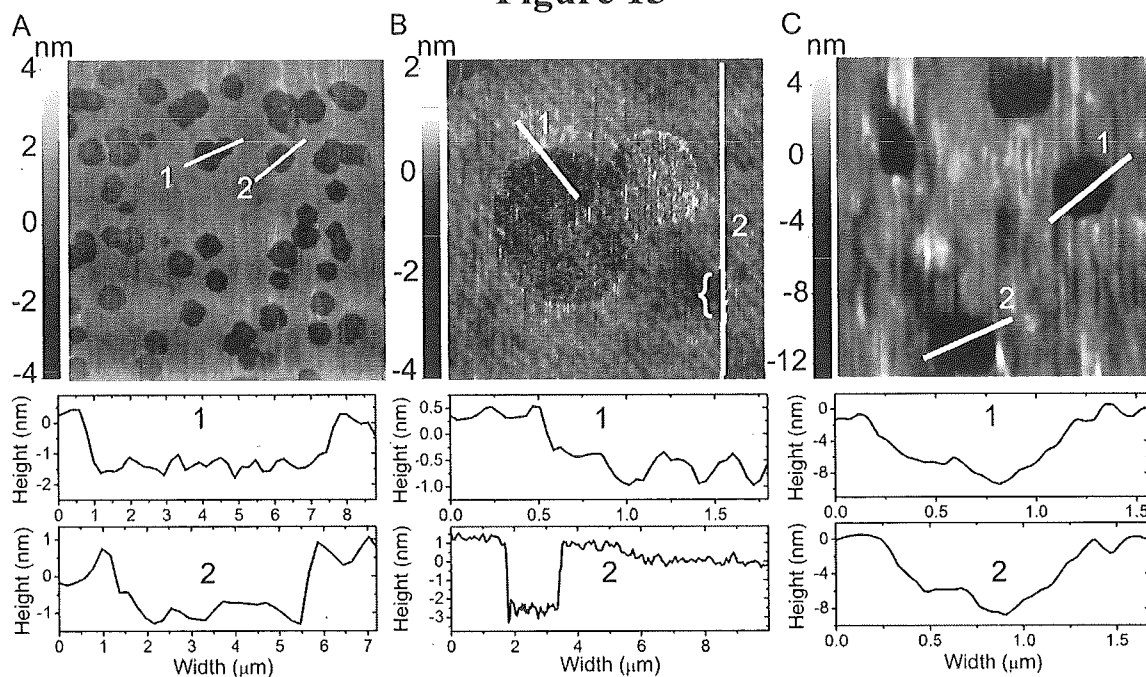 Figure 13
A B C
nm nm nm
4 2 0 -2 -4
1 2
2 0 -2 -4
1 2 {
4 0 -4 -8 -12
1 2
Height (nm) 0 -1 -2 1
0 1 2 3 4 5 6 7 8
Height (nm) 0.5 0.0 -0.5 -1.0 1
0.0 0.5 1.0 1.5
Height (nm) 0 -4 -8 1
0.0 0.5 1.0 1.5
Height (nm) 1 0 -1 2
0 1 2 3 4 5 6 7
Width (μm)
Height (nm) 1 0 -1 -2 -3 2
2 4 6 8
Width (μm)
Height (nm) 0 -4 -8 2
0.0 0.5 1.0 1.5
Width (μm)